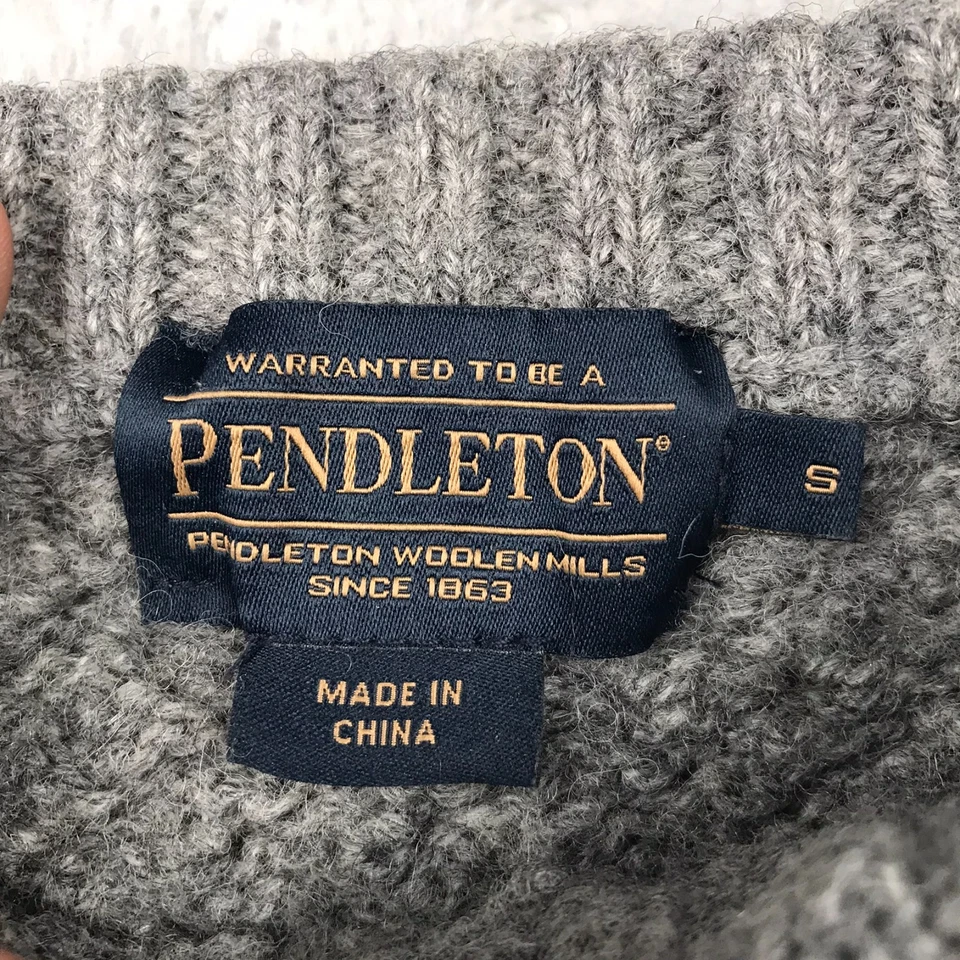 WARRANTED TO BE A
PENDLETON®
S
PENDLETON WOOLEN MILLS
SINCE 1863
MADE IN
CHINA